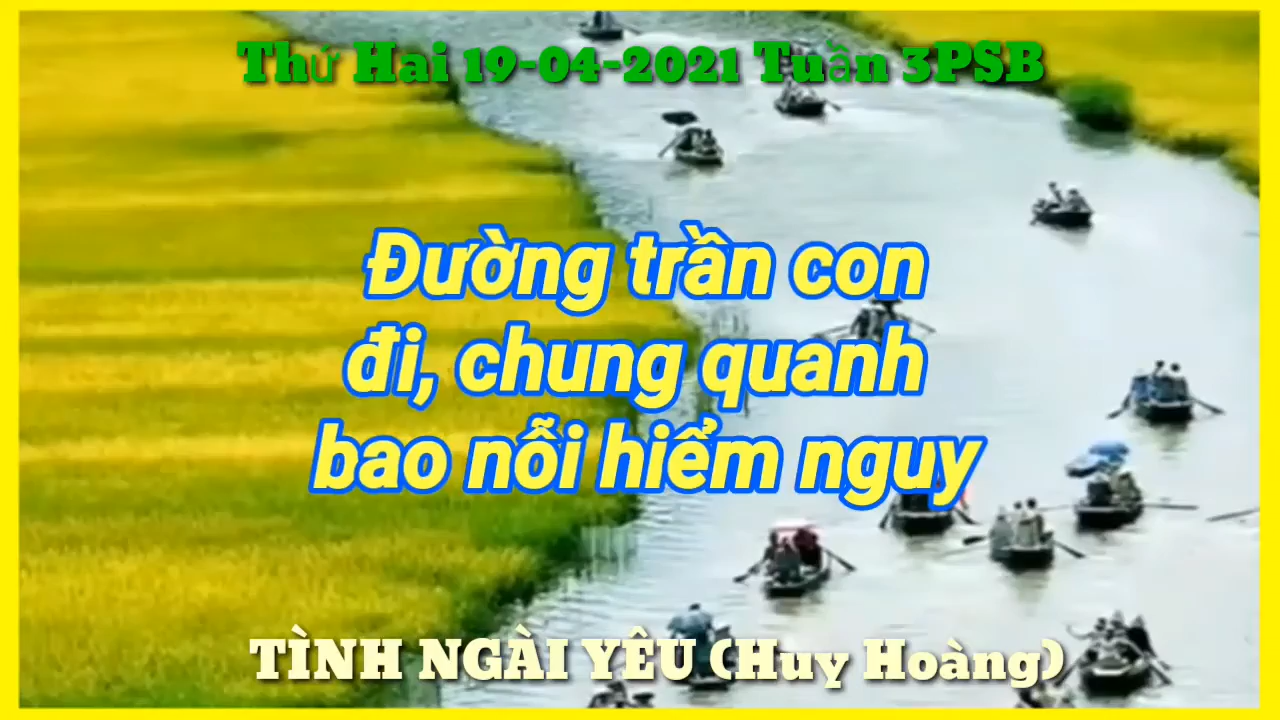 Thứ Hai 19-04-2021 Tuần 3PSB
Đường trần con
đi, chung quanh
bao nỗi hiểm nguy
TÌNH NGÀI YÊU (Huy Hoàng)